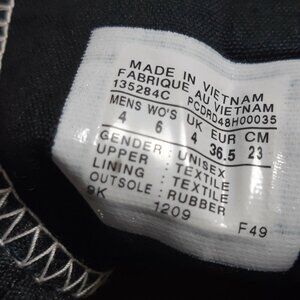 MADE IN VIETNAM
FABRIQUE AU VIETNAM
135284C PCDRD48H00035
MENS WO'S UK EUR CM
4 6 4 36.5 23
GENDER : UNISEX
UPPER : TEXTILE
LINING : TEXTILE
OUTSOLE : RUBBER
9K 1209 F49